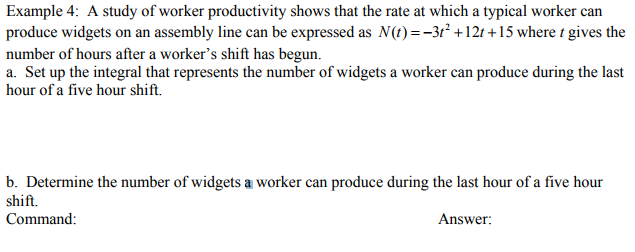 Example 4:  A study of worker productivity shows that the rate at which a typical worker can
produce widgets on an assembly line can be expressed as N(t) = −3t² +12t +15 where t gives the
number of hours after a worker’s shift has begun.
a.  Set up the integral that represents the number of widgets a worker can produce during the last
hour of a five hour shift.
b.  Determine the number of widgets a worker can produce during the last hour of a five hour
shift.
Command: Answer: